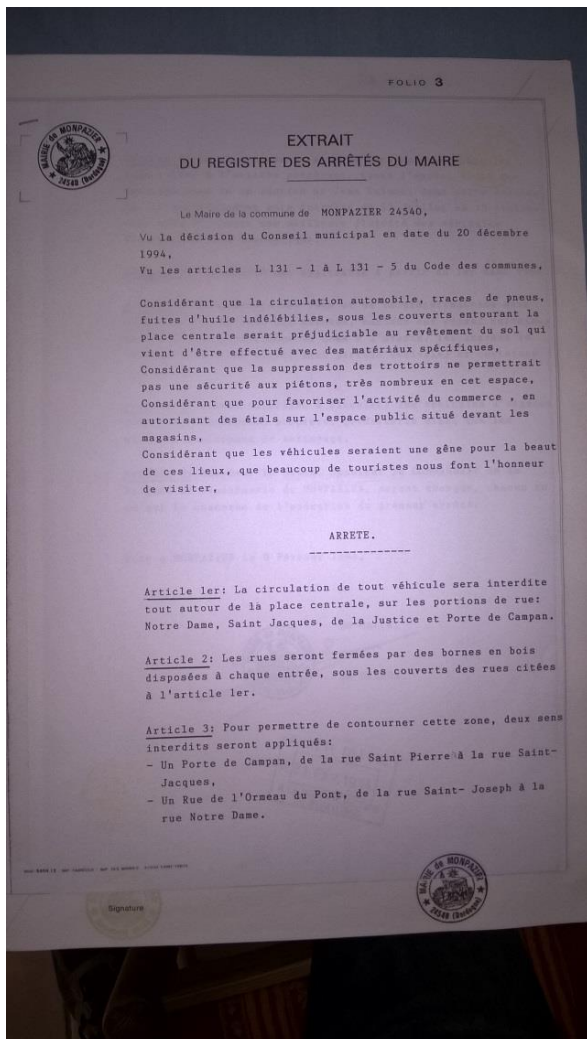 FOLIO 3
MAIRIE de MONPAZIER
★ 24540 (Dordogne) ★
EXTRAIT
DU REGISTRE DES ARRÊTÉS DU MAIRE
Le Maire de la commune de MONPAZIER 24540,
Vu la décision du Conseil municipal en date du 20 décembre
1994,
Vu les articles L 131 - 1 à L 131 - 5 du Code des communes,
Considérant que la circulation automobile, traces de pneus,
fuites d'huile indélébilies, sous les couverts entourant la
place centrale serait préjudiciable au revêtement du sol qui
vient d'être effectué avec des matériaux spécifiques,
Considérant que la suppression des trottoirs ne permettrait
pas une sécurité aux piétons, très nombreux en cet espace,
Considérant que pour favoriser l'activité du commerce , en
autorisant des étals sur l'espace public situé devant les
magasins,
Considérant que les véhicules seraient une gêne pour la beaut
de ces lieux, que beaucoup de touristes nous font l'honneur
de visiter,
ARRETE.
---------------
Article 1er: La circulation de tout véhicule sera interdite
tout autour de la place centrale, sur les portions de rue:
Notre Dame, Saint Jacques, de la Justice et Porte de Campan.
Article 2: Les rues seront fermées par des bornes en bois
disposées à chaque entrée, sous les couverts des rues citées
à l'article 1er.
Article 3: Pour permettre de contourner cette zone, deux sens
interdits seront appliqués:
- Un Porte de Campan, de la rue Saint Pierre à la rue Saint-
Jacques,
- Un Rue de l'Ormeau du Pont, de la rue Saint- Joseph à la
rue Notre Dame.
Signature
MAIRIE de MONPAZIER
★ 24540 (Dordogne) ★